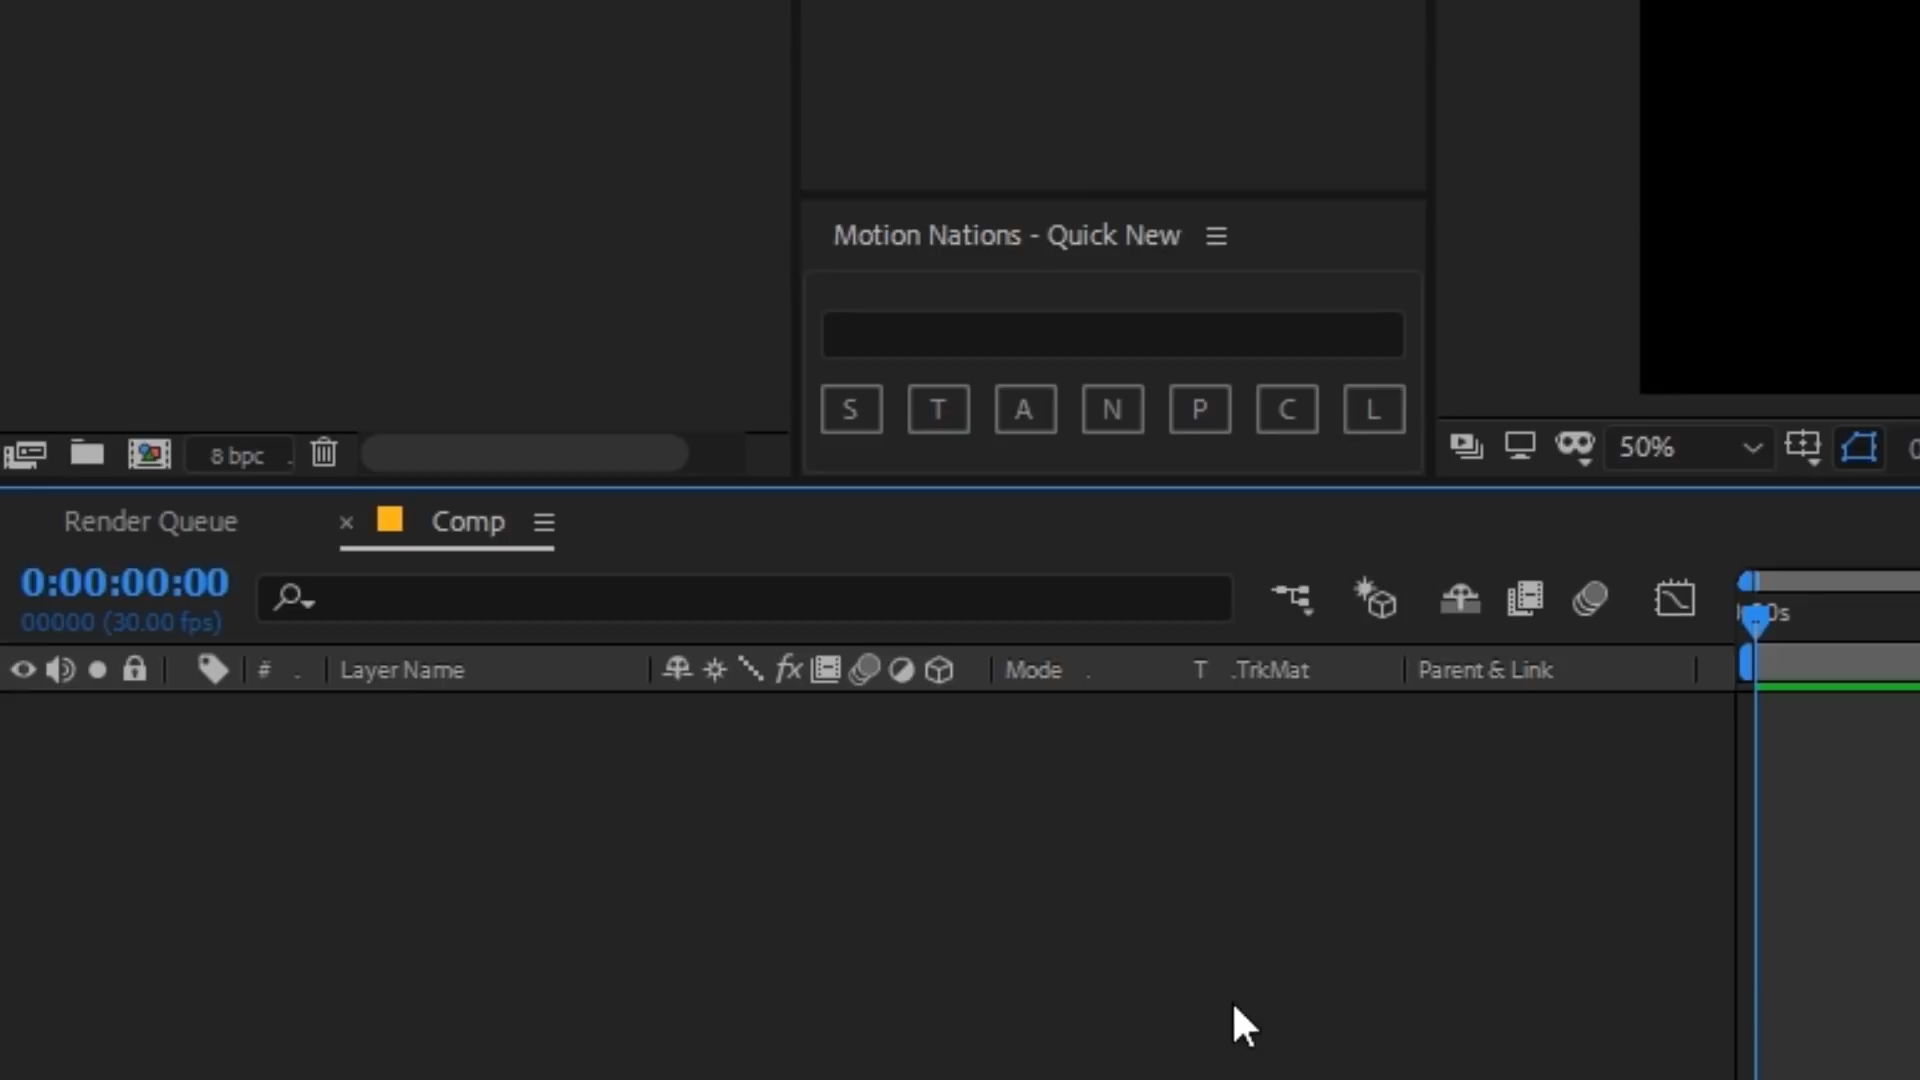 Motion Nations - Quick New
S T A N P C L
8 bpc
50%
Render Queue
Comp
0:00:00:00
00000 (30.00 fps)
# Layer Name fx Mode T .TrkMat Parent & Link